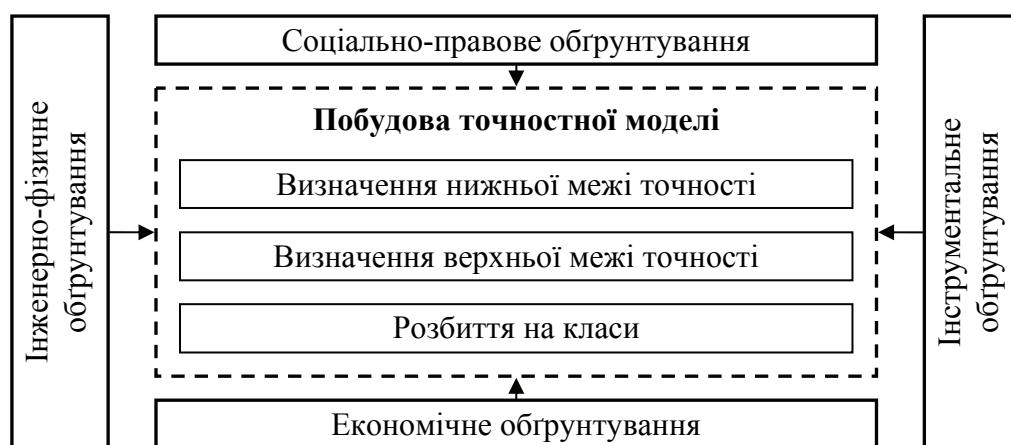 Соціально-правове обґрунтування
Інженерно-фізичне
обґрунтування
Побудова точностної моделі
Визначення нижньої межі точності
Визначення верхньої межі точності
Розбиття на класи
Інструментальне
обґрунтування
Економічне обґрунтування